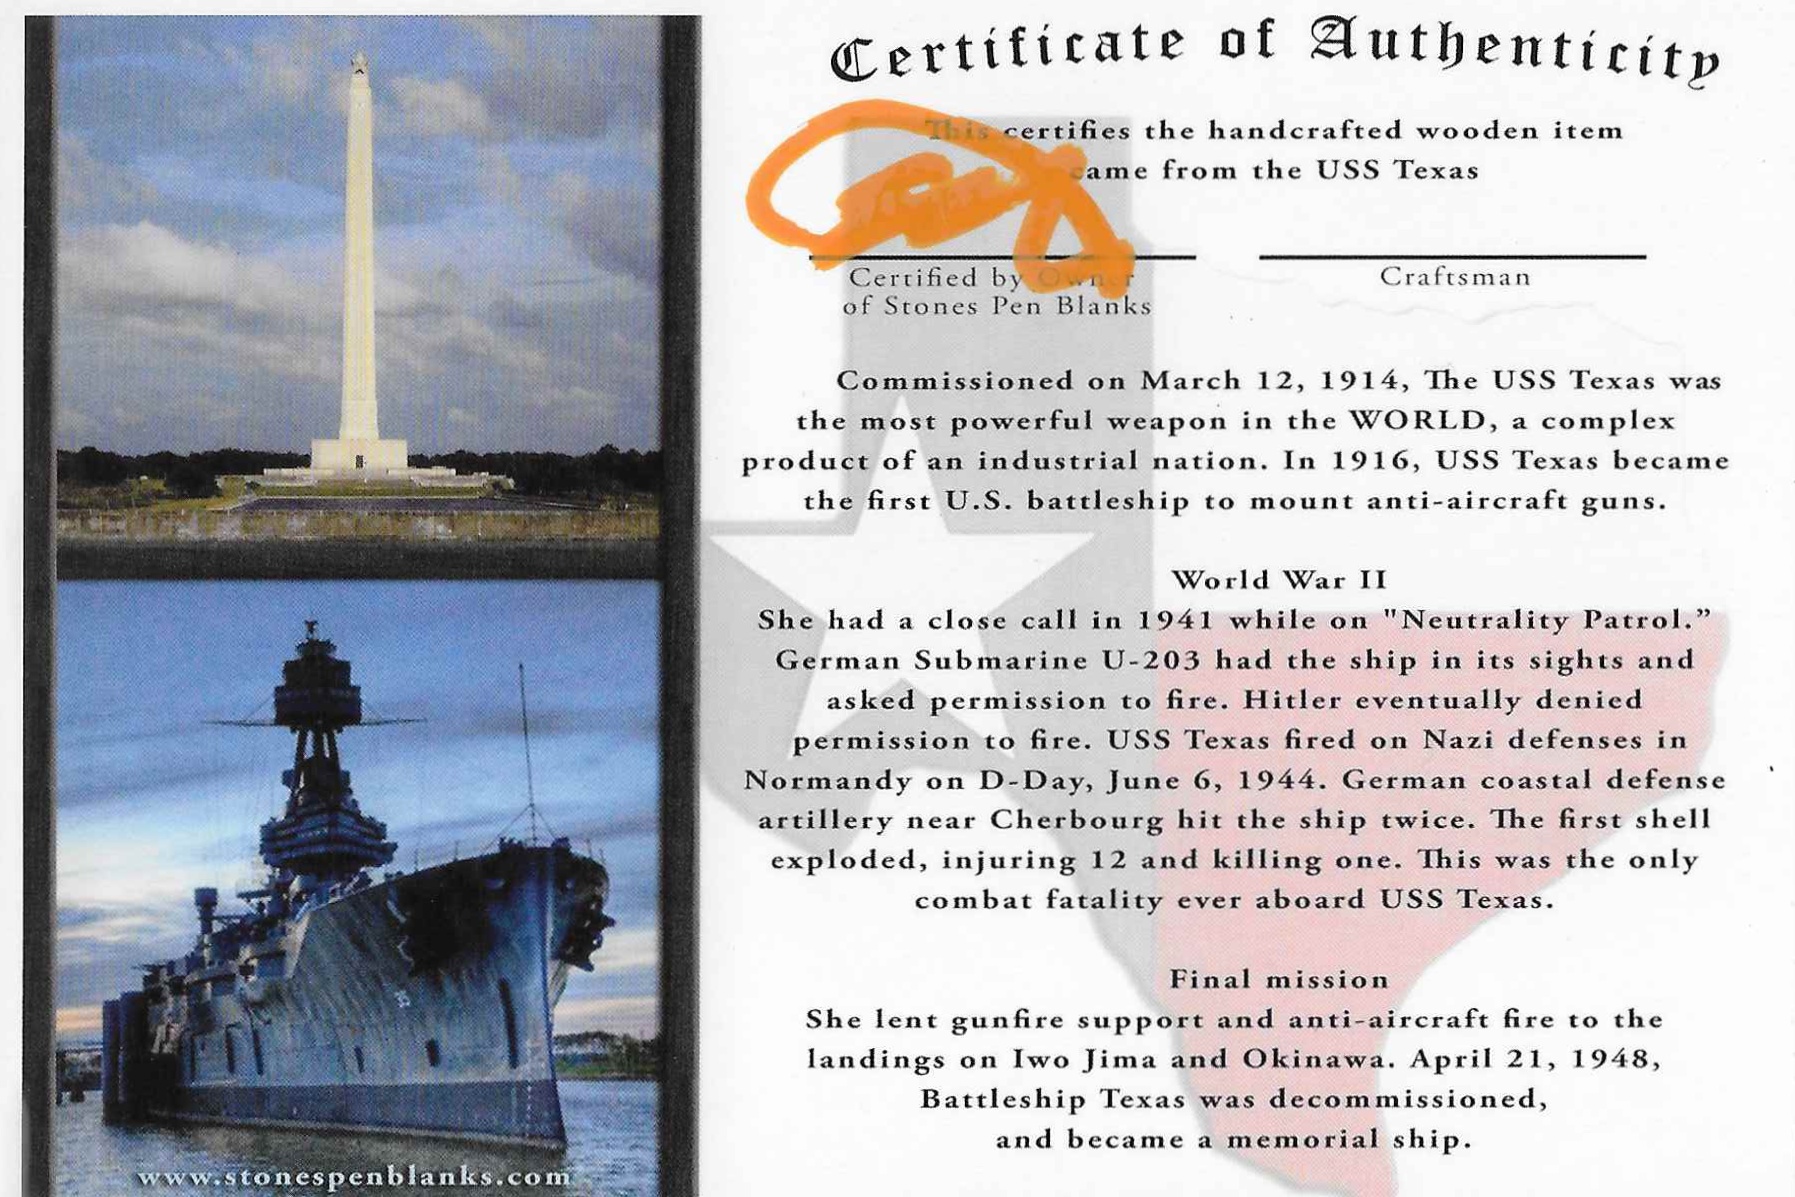 Certificate of Authenticity
This certifies the handcrafted wooden item
came from the USS Texas
Certified by Owner
of Stones Pen Blanks
Craftsman
Commissioned on March 12, 1914, The USS Texas was
the most powerful weapon in the WORLD, a complex
product of an industrial nation. In 1916, USS Texas became
the first U.S. battleship to mount anti-aircraft guns.
World War II
She had a close call in 1941 while on "Neutrality Patrol.”
German Submarine U-203 had the ship in its sights and
asked permission to fire. Hitler eventually denied
permission to fire. USS Texas fired on Nazi defenses in
Normandy on D-Day, June 6, 1944. German coastal defense
artillery near Cherbourg hit the ship twice. The first shell
exploded, injuring 12 and killing one. This was the only
combat fatality ever aboard USS Texas.
Final mission
She lent gunfire support and anti-aircraft fire to the
landings on Iwo Jima and Okinawa. April 21, 1948,
Battleship Texas was decommissioned,
and became a memorial ship.
35
www.stonespenblanks.com